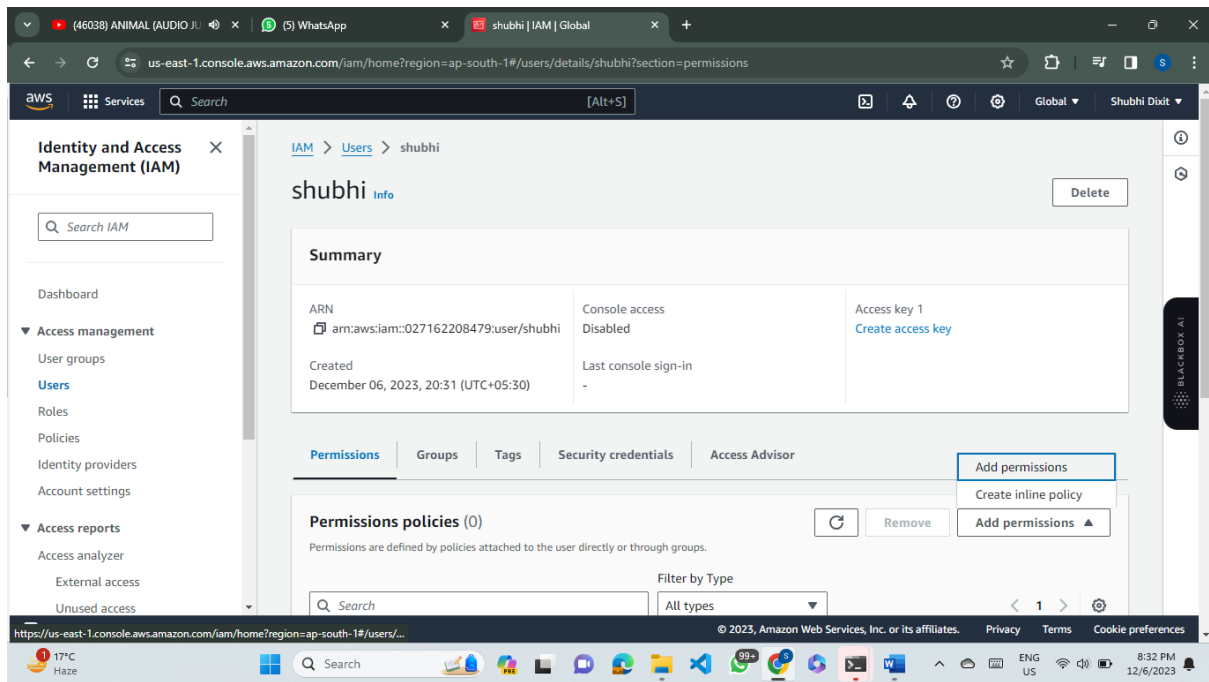 (46038) ANIMAL (AUDIO JU
(5) WhatsApp
shubhi | IAM | Global
us-east-1.console.aws.amazon.com/iam/home?region=ap-south-1#/users/details/shubhi?section=permissions
S
aws
Services
Search
[Alt+S]
Global
Shubhi Dixit
Identity and Access
Management (IAM)
Search IAM
Dashboard
Access management
User groups
Users
Roles
Policies
Identity providers
Account settings
Access reports
Access analyzer
External access
Unused access
IAM > Users > shubhi
shubhi Info
Delete
Summary
ARN
arn:aws:iam::027162208479:user/shubhi
Console access
Disabled
Access key 1
Create access key
Created
December 06, 2023, 20:31 (UTC+05:30)
Last console sign-in
-
BLACKBOX AI
Permissions
Groups
Tags
Security credentials
Access Advisor
Add permissions
Create inline policy
Permissions policies (0)
Remove
Add permissions
Permissions are defined by policies attached to the user directly or through groups.
Filter by Type
Search
All types
1
https://us-east-1.console.aws.amazon.com/iam/home?region=ap-south-1#/users/...
© 2023, Amazon Web Services, Inc. or its affiliates.
Privacy
Terms
Cookie preferences
1
17°C
Haze
Search
PRE
99+
S
W
ENG
US
8:32 PM
12/6/2023